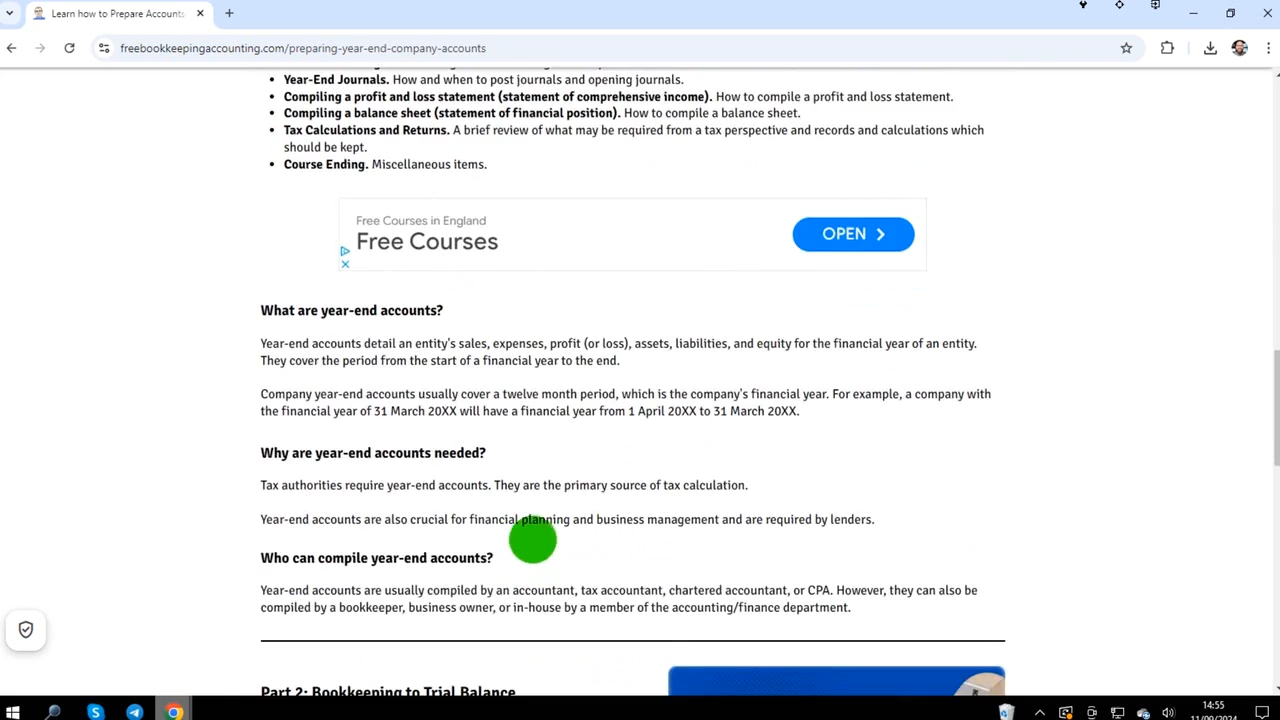 Learn how to Prepare Accounts
freebookkeepingaccounting.com/preparing-year-end-company-accounts
• Year-End Journals. How and when to post journals and opening journals.
• Compiling a profit and loss statement (statement of comprehensive income). How to compile a profit and loss statement.
• Compiling a balance sheet (statement of financial position). How to compile a balance sheet.
• Tax Calculations and Returns. A brief review of what may be required from a tax perspective and records and calculations which
should be kept.
• Course Ending. Miscellaneous items.
Free Courses in England
Free Courses
OPEN
What are year-end accounts?
Year-end accounts detail an entity's sales, expenses, profit (or loss), assets, liabilities, and equity for the financial year of an entity.
They cover the period from the start of a financial year to the end.
Company year-end accounts usually cover a twelve month period, which is the company's financial year. For example, a company with
the financial year of 31 March 20XX will have a financial year from 1 April 20XX to 31 March 20XX.
Why are year-end accounts needed?
Tax authorities require year-end accounts. They are the primary source of tax calculation.
Year-end accounts are also crucial for financial planning and business management and are required by lenders.
Who can compile year-end accounts?
Year-end accounts are usually compiled by an accountant, tax accountant, chartered accountant, or CPA. However, they can also be
compiled by a bookkeeper, business owner, or in-house by a member of the accounting/finance department.
Part 2: Bookkeeping to Trial Balance
14:55
11/09/2024